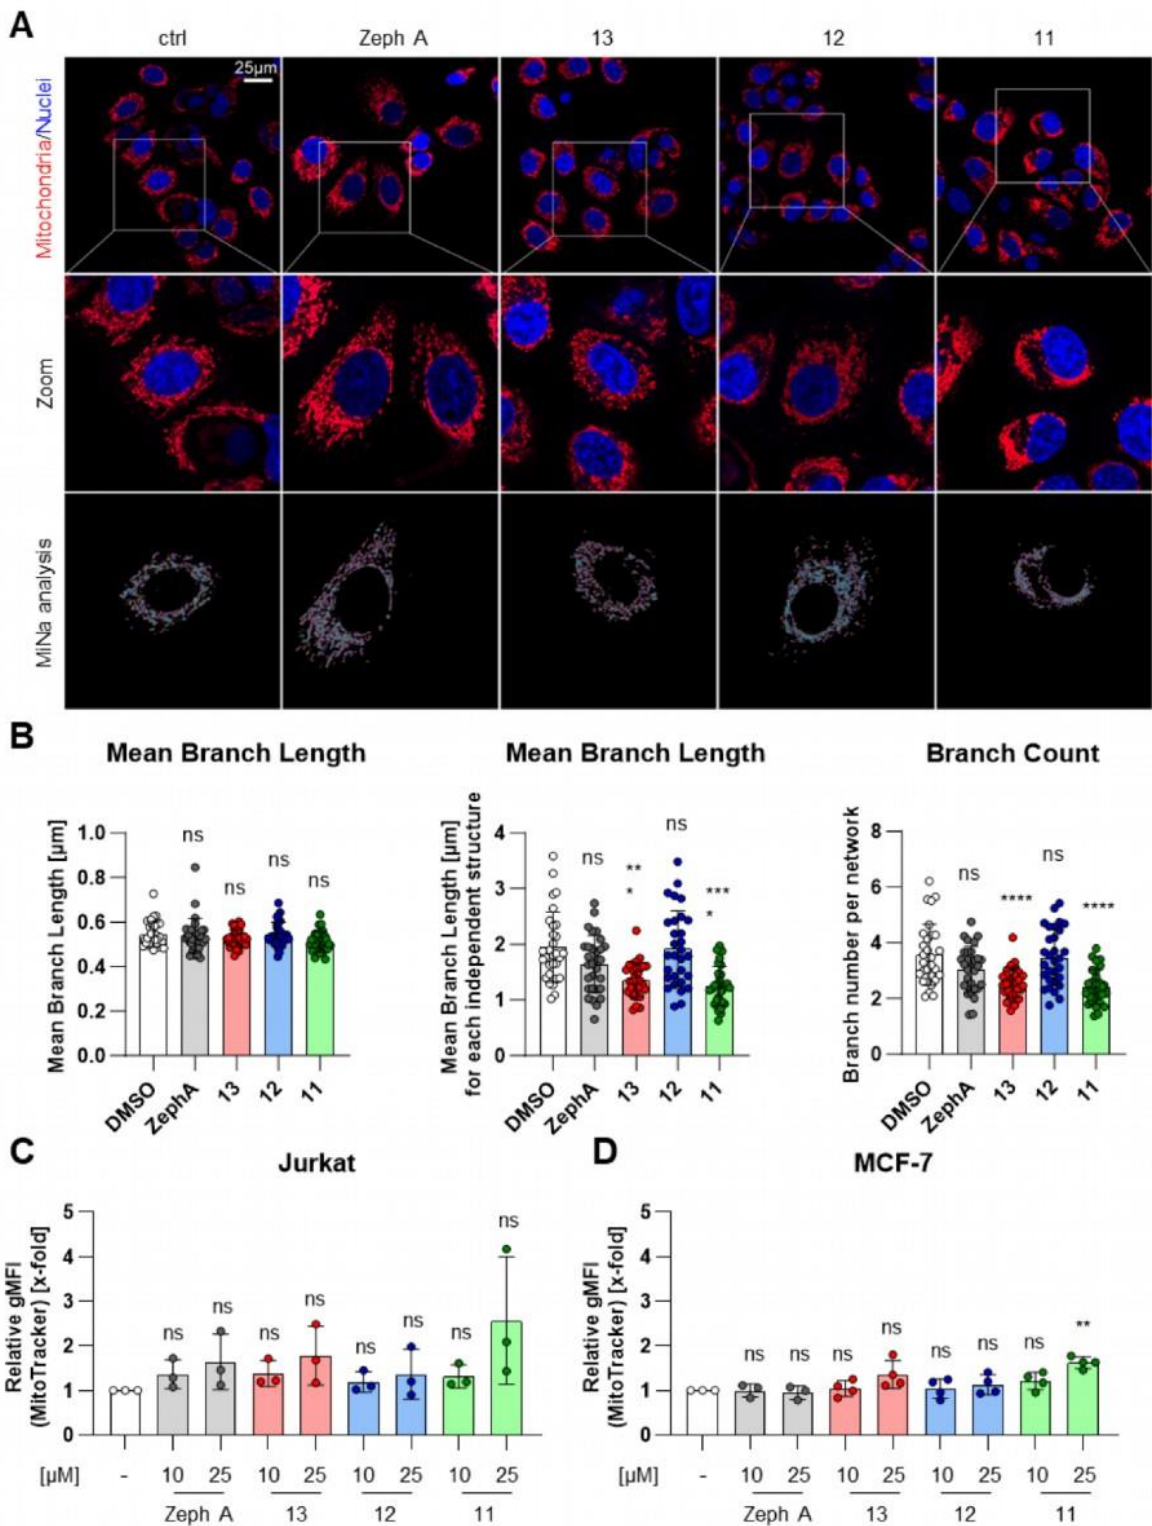 A
ctrl
Zeph A
13
12
11
25µm
Mitochondria/Nuclei
Zoom
MiNa analysis
B
Mean Branch Length
Mean Branch Length [µm]
1.0
0.8
0.6
0.4
0.2
0.0
ns
ns
ns
ns
DMSO
ZephA
13
12
11
Mean Branch Length
Mean Branch Length [µm]
for each independent structure
4
3
2
1
0
ns
**
*
ns
***
*
DMSO
ZephA
13
12
11
Branch Count
Branch number per network
8
6
4
2
0
ns
****
ns
****
DMSO
ZephA
13
12
11
C
Jurkat
Relative gMFI
(MitoTracker) [x-fold]
5
4
3
2
1
0
ns
ns
ns
ns
ns
ns
ns
ns
[µM]
-
10
25
10
25
10
25
10
25
Zeph A
13
12
11
D
MCF-7
Relative gMFI
(MitoTracker) [x-fold]
5
4
3
2
1
0
ns
ns
ns
ns
ns
ns
ns
**
[µM]
-
10
25
10
25
10
25
10
25
Zeph A
13
12
11